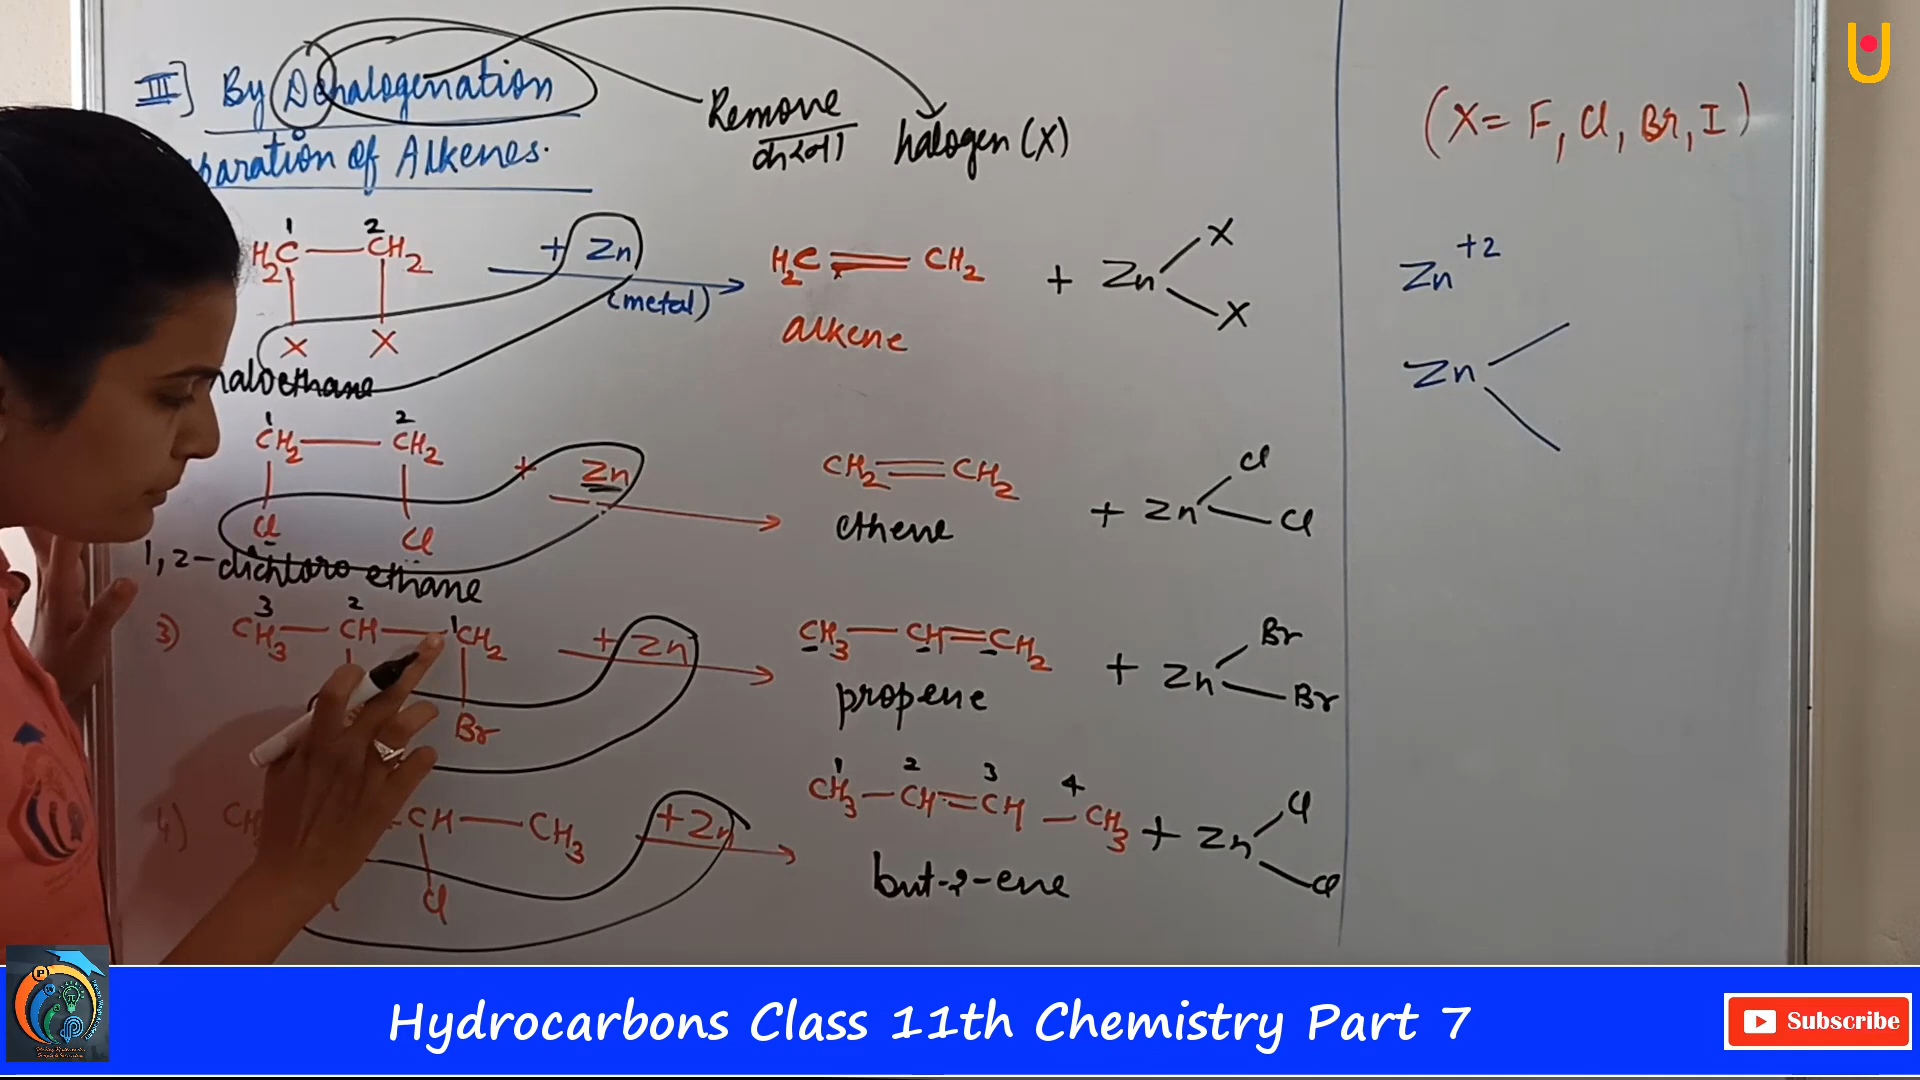 III] By Dehalogenation
paration of Alkenes.
Remove
करना
halogen (X)
(X = F, Cl, Br, I)
1 2
H2C — CH2 + Zn
(metal)
X X
haloethane
H2C = CH2 + Zn X X
alkene
Zn+2
Zn
1 2
CH2 — CH2 + Zn
Cl Cl
1,2-dichloro ethane
CH2 = CH2 + Zn Cl Cl
ethene
3 2 1
3) CH3 — CH — CH2 + Zn
Br
CH3 — CH = CH2 + Zn Br Br
propene
4) CH CH — CH3 + Zn
Cl
1 2 3 4
CH3 — CH = CH — CH3 + Zn Cl Cl
but-2-ene
Hydrocarbons Class 11th Chemistry Part 7
Subscribe